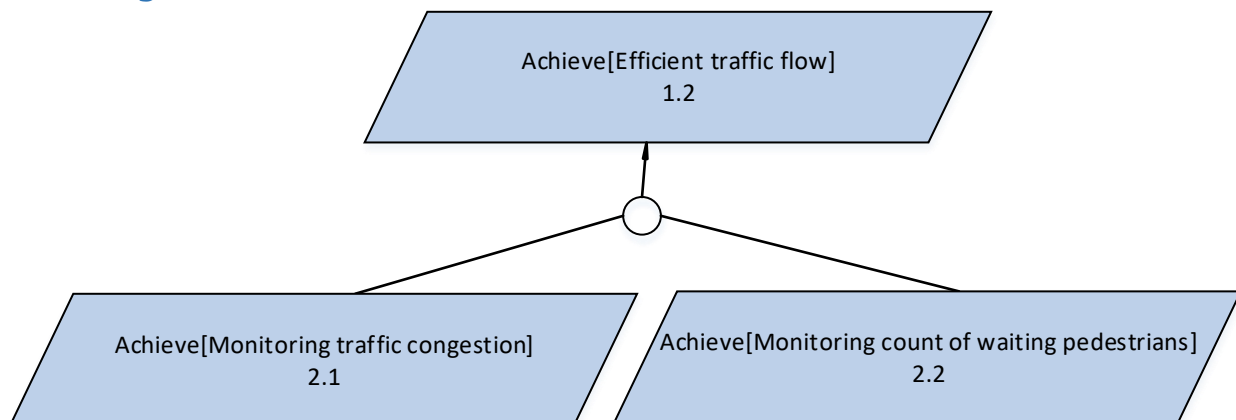 Achieve[Efficient traffic flow]
1.2
Achieve[Monitoring traffic congestion]
2.1
Achieve[Monitoring count of waiting pedestrians]
2.2